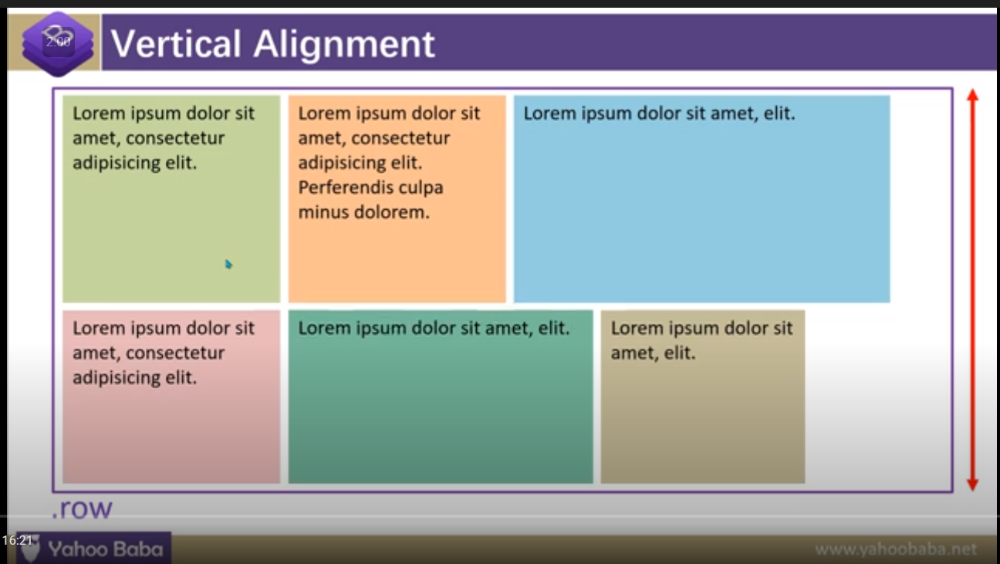 2:00
Vertical Alignment
Lorem ipsum dolor sit
amet, consectetur
adipisicing elit.
Lorem ipsum dolor sit
amet, consectetur
adipisicing elit.
Perferendis culpa
minus dolorem.
Lorem ipsum dolor sit amet, elit.
Lorem ipsum dolor sit
amet, consectetur
adipisicing elit.
Lorem ipsum dolor sit amet, elit.
Lorem ipsum dolor sit
amet, elit.
.row
16:21
Yahoo Baba
www.yahoobaba.net